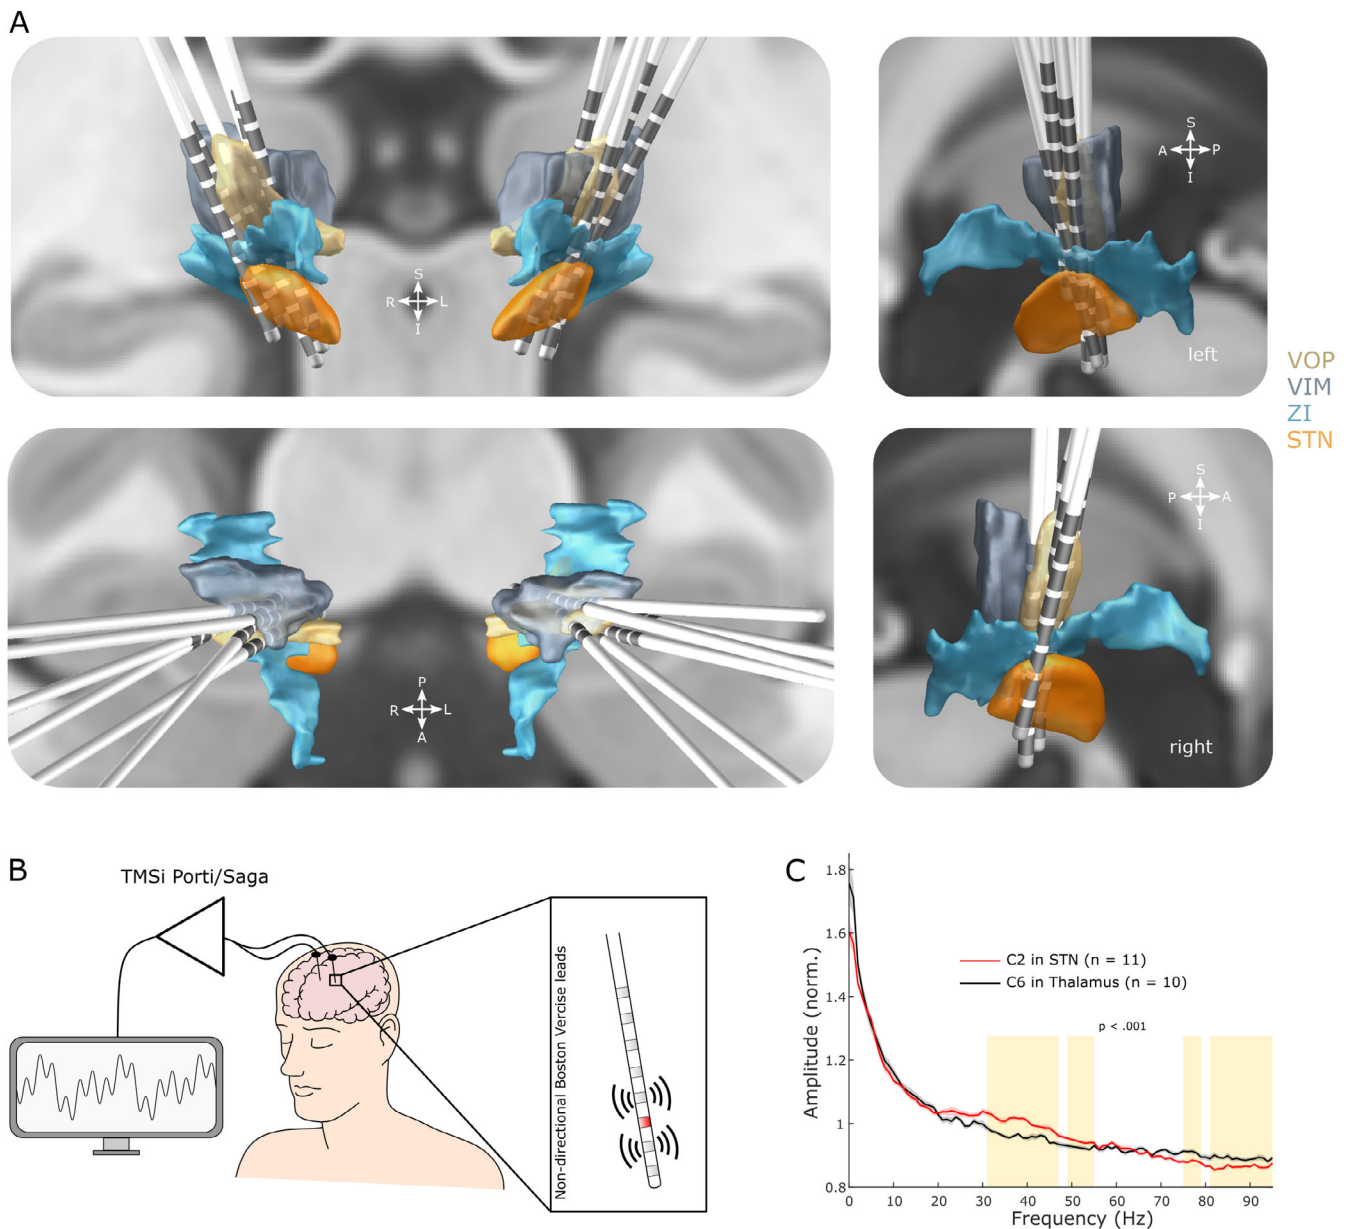 A
S
R L
I
S
A P
I
left
VOP
VIM
ZI
STN
P
R L
A
S
P A
I
right
B
TMSi Porti/Saga
Non-directional Boston Vercise leads
C
Amplitude (norm.)
1.8
1.6
1.4
1.2
1
0.8
C2 in STN (n = 11)
C6 in Thalamus (n = 10)
p < .001
0 10 20 30 40 50 60 70 80 90
Frequency (Hz)